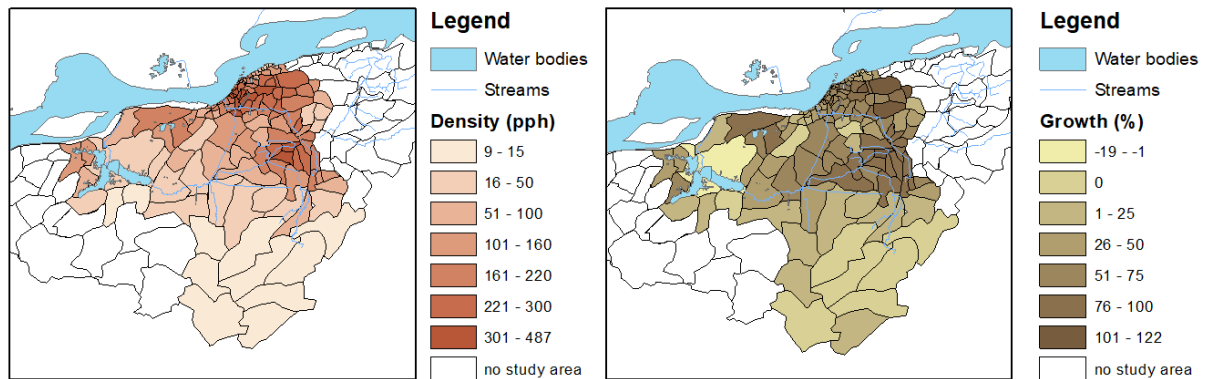 Legend
Water bodies
Streams
Density (pph)
9 - 15
16 - 50
51 - 100
101 - 160
161 - 220
221 - 300
301 - 487
no study area
Legend
Water bodies
Streams
Growth (%)
-19 - -1
0
1 - 25
26 - 50
51 - 75
76 - 100
101 - 122
no study area